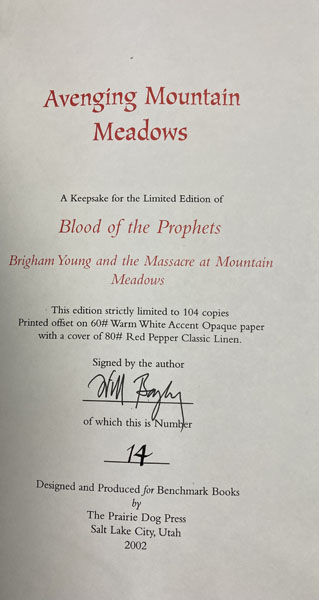 Avenging Mountain
Meadows
A Keepsake for the Limited Edition of
Blood of the Prophets
Brigham Young and the Massacre at Mountain
Meadows
This edition strictly limited to 104 copies
Printed offset on 60# Warm White Accent Opaque paper
with a cover of 80# Red Pepper Classic Linen.
Signed by the author
Will Bagley
of which this is Number
14
Designed and Produced for Benchmark Books
by
The Prairie Dog Press
Salt Lake City, Utah
2002